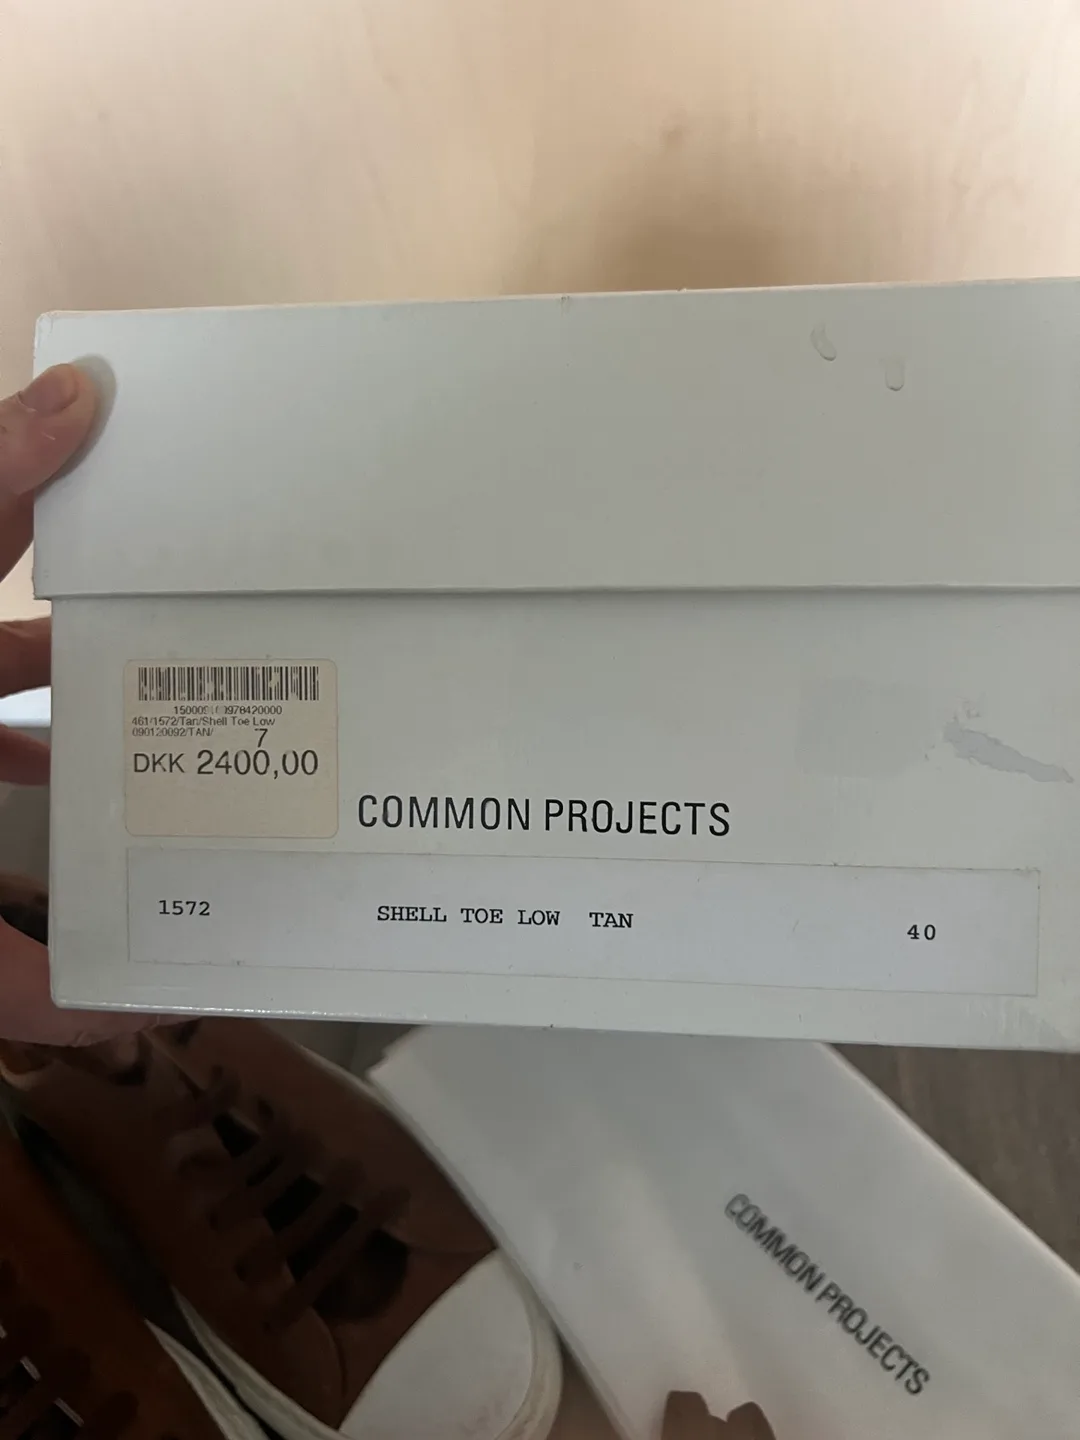 461/1572/Tan/Shell Toe Low
090120092/TAN/
7
DKK 2400,00
COMMON PROJECTS
1572 SHELL TOE LOW TAN 40
COMMON PROJECTS